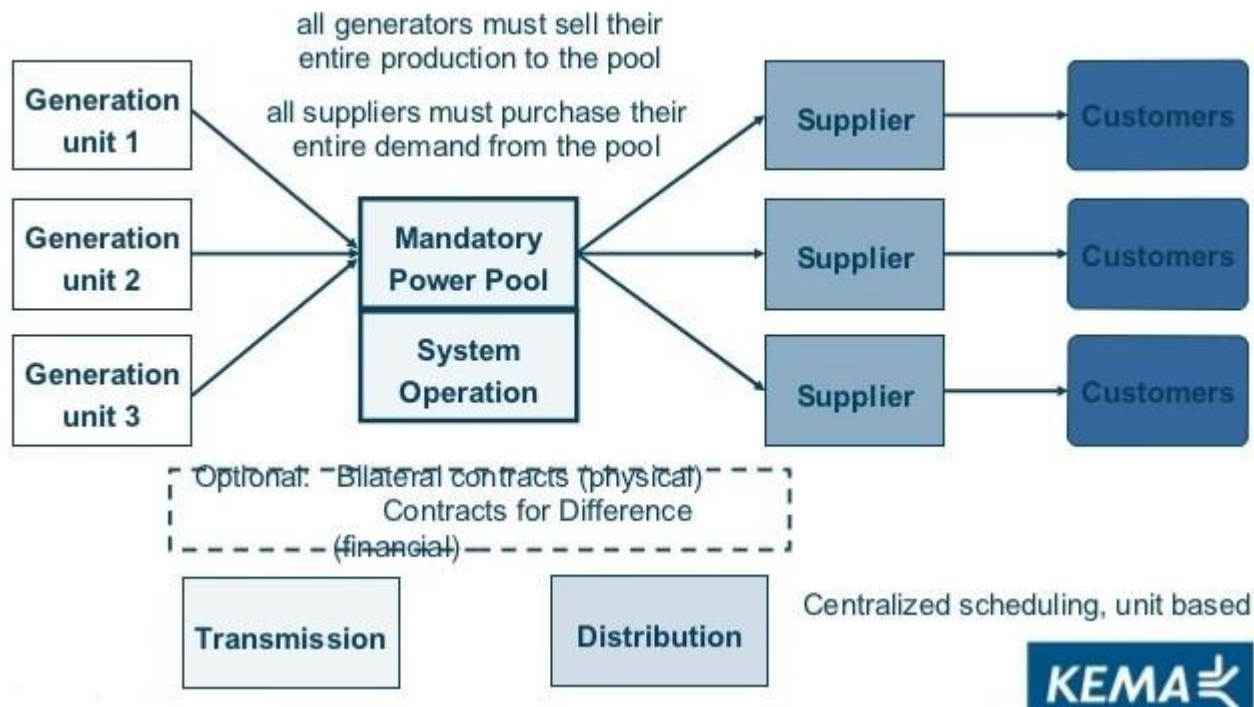 all generators must sell their
entire production to the pool
all suppliers must purchase their
entire demand from the pool
Generation
unit 1
Generation
unit 2
Generation
unit 3
Mandatory
Power Pool
System
Operation
Supplier
Customers
Supplier
Customers
Supplier
Customers
Optional: Bilateral contracts (physical)
Contracts for Difference
(financial)
Transmission
Distribution
Centralized scheduling, unit based
KEMA